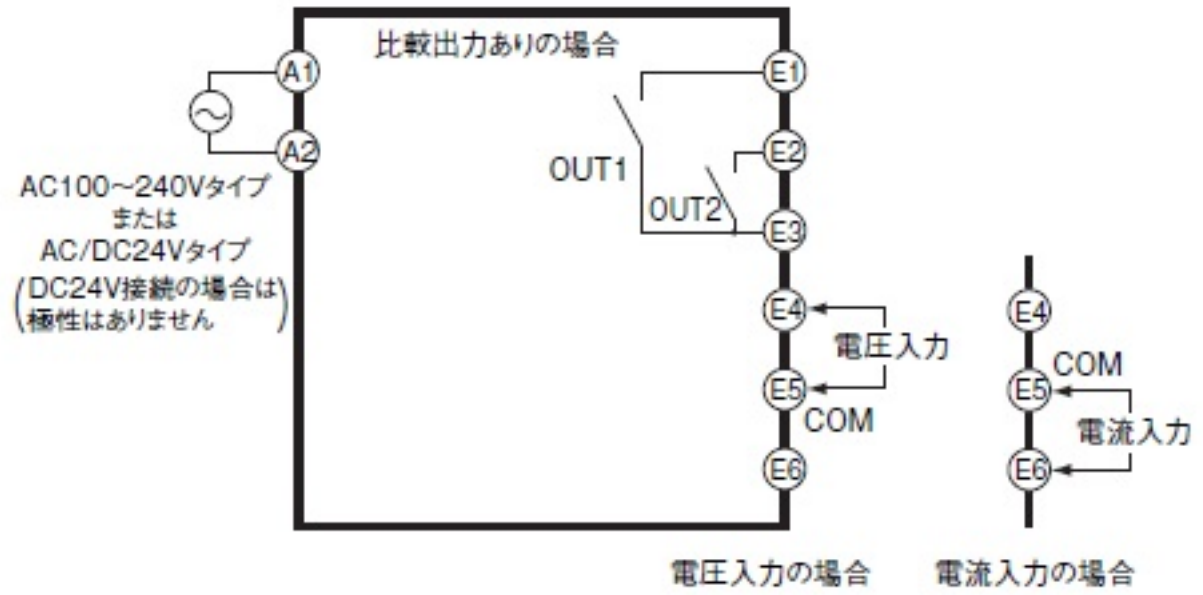 比較出力ありの場合
A1
A2
AC100～240Vタイプ
または
AC/DC24Vタイプ
(DC24V接続の場合は
極性はありません)
OUT1
OUT2
E1
E2
E3
E4
電圧入力
E5
COM
E6
電圧入力の場合
E4
COM
E5
電流入力
E6
電流入力の場合